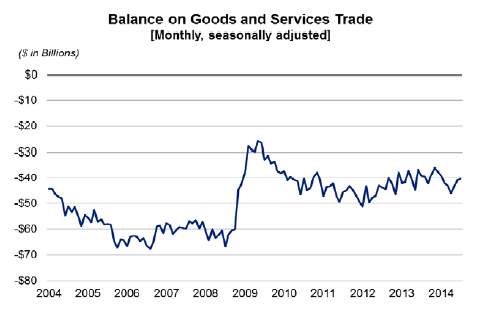 Balance on Goods and Services Trade
[Monthly, seasonally adjusted]
($ in Billions)
$0
-$10
-$20
-$30
-$40
-$50
-$60
-$70
-$80
2004 2005 2006 2007 2008 2009 2010 2011 2012 2013 2014